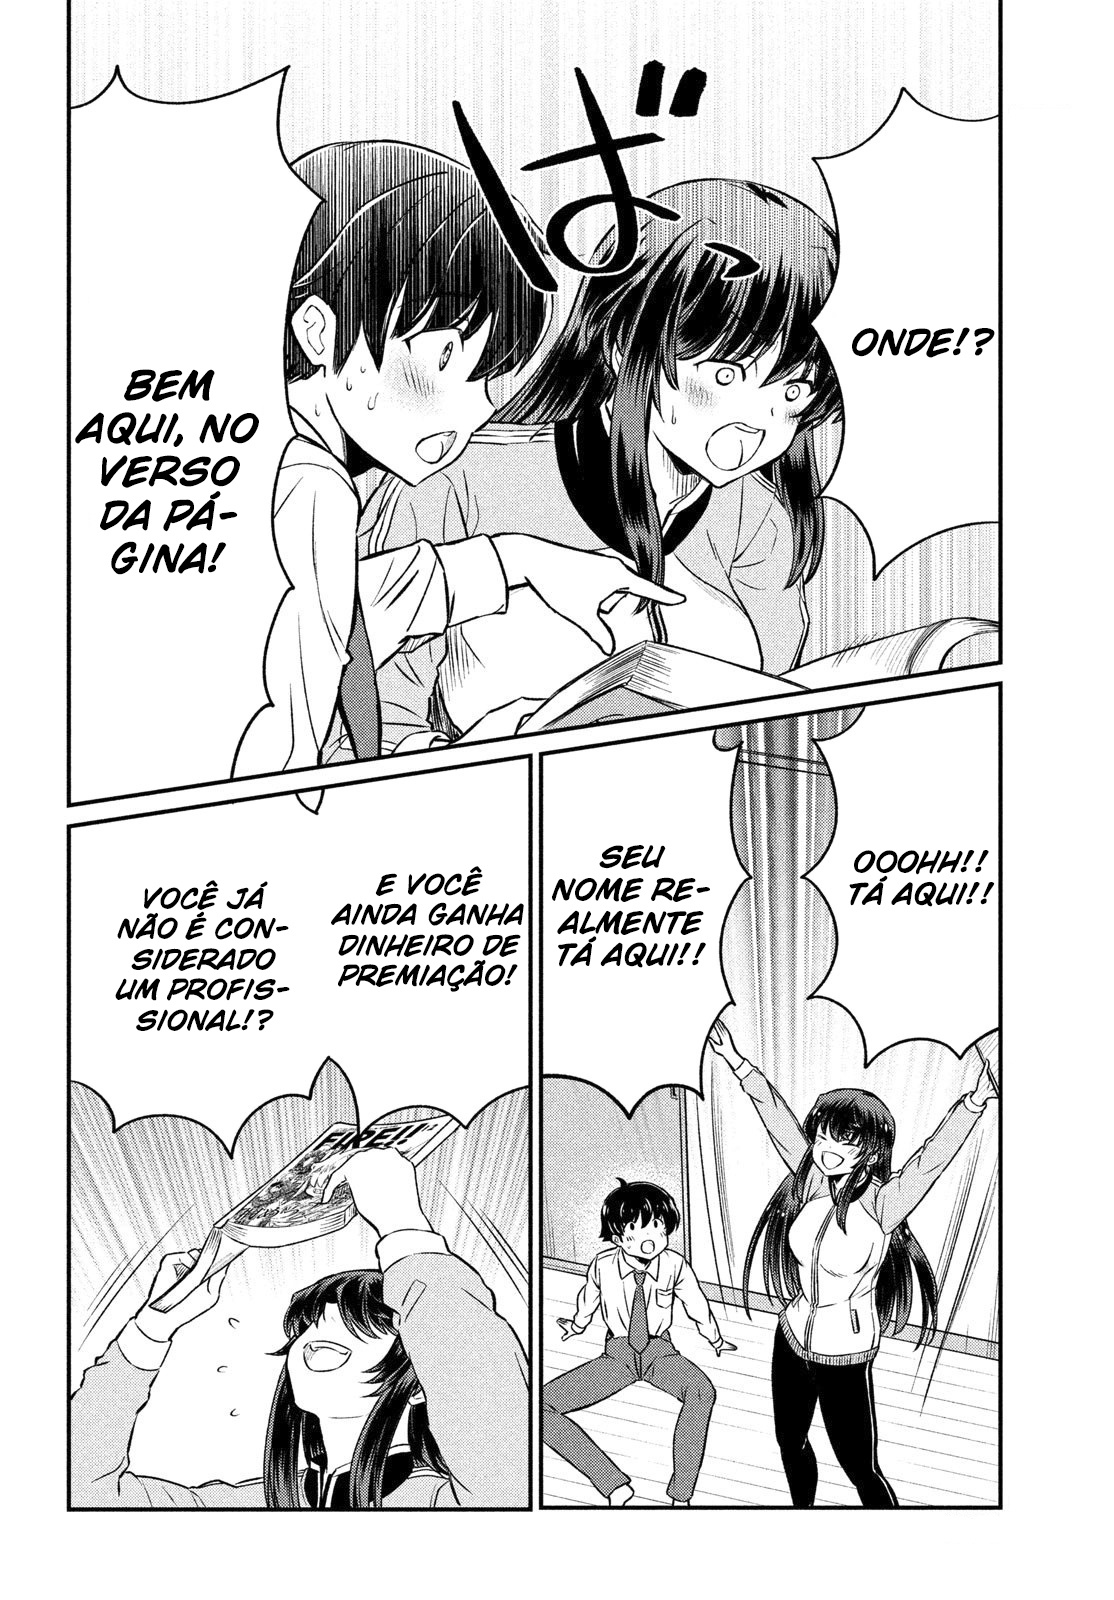 ONDE!?
ばっ
BEM
AQUI, NO
VERSO
DA PÁ-
GINA!
OOOHH!!
TÁ AQUI!!
SEU
NOME RE-
ALMENTE
TÁ AQUI!!
E VOCÊ
AINDA GANHA
DINHEIRO DE
PREMIAÇÃO!
VOCÊ JÁ
NÃO É CON-
SIDERADO
UM PROFIS-
SIONAL!?
FIRE!!